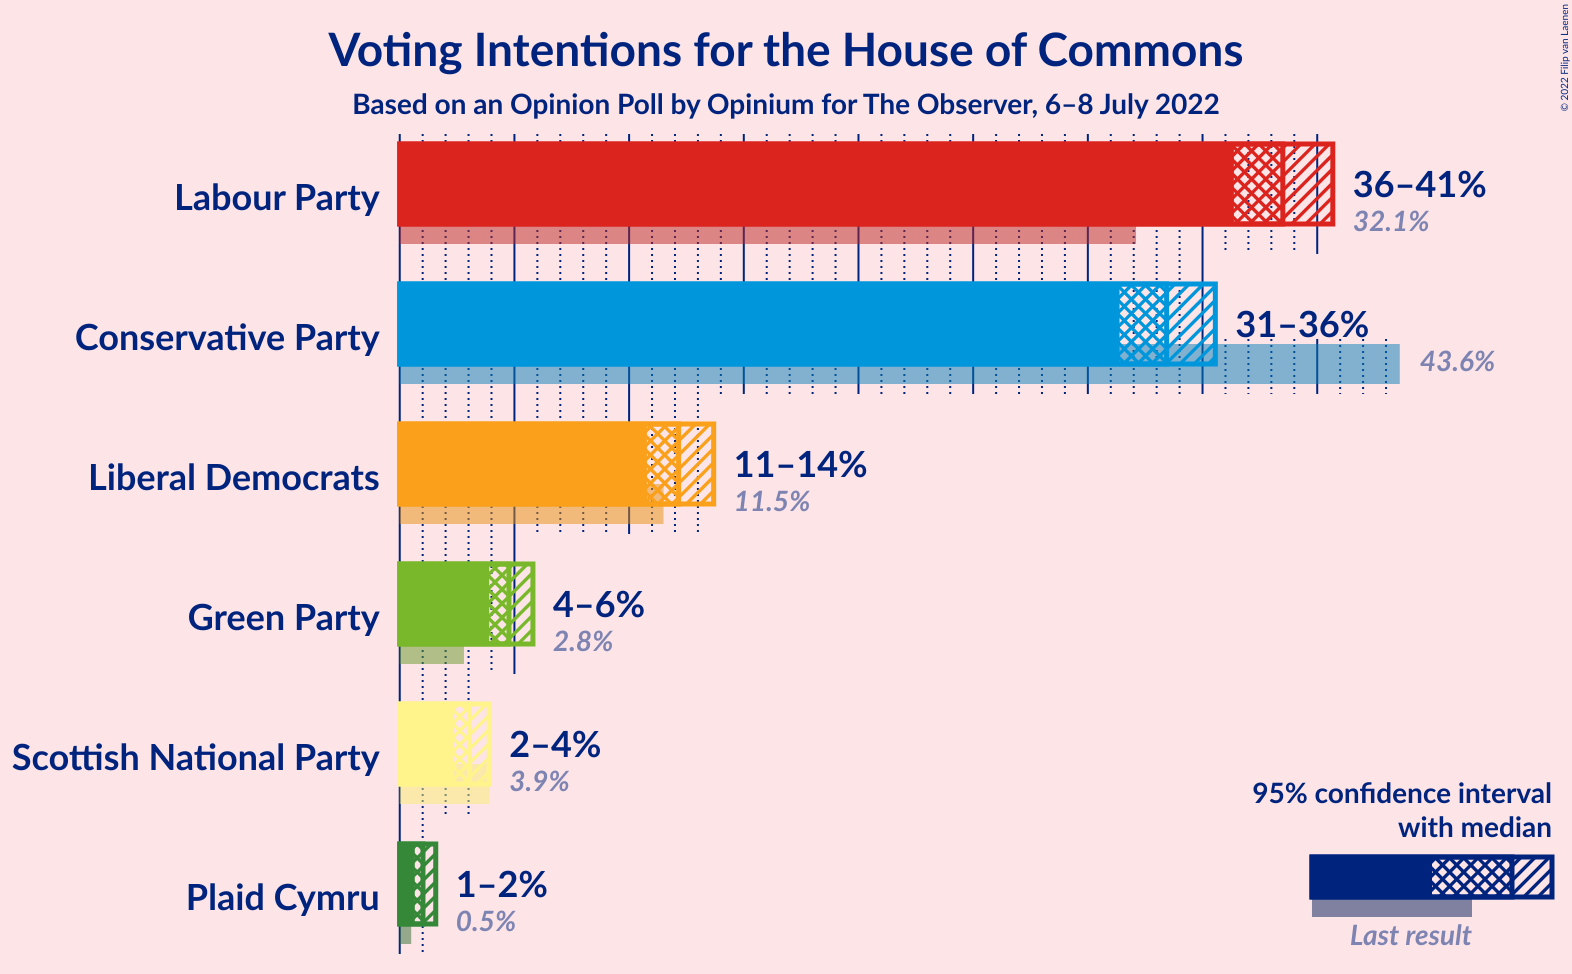 Voting Intentions for the House of Commons
Based on an Opinion Poll by Opinium for The Observer, 6–8 July 2022
© 2022 Filip van Laenen
Labour Party
36–41%
32.1%
Conservative Party
31–36%
43.6%
Liberal Democrats
11–14%
11.5%
Green Party
4–6%
2.8%
Scottish National Party
2–4%
3.9%
Plaid Cymru
1–2%
0.5%
95% confidence interval
with median
Last result